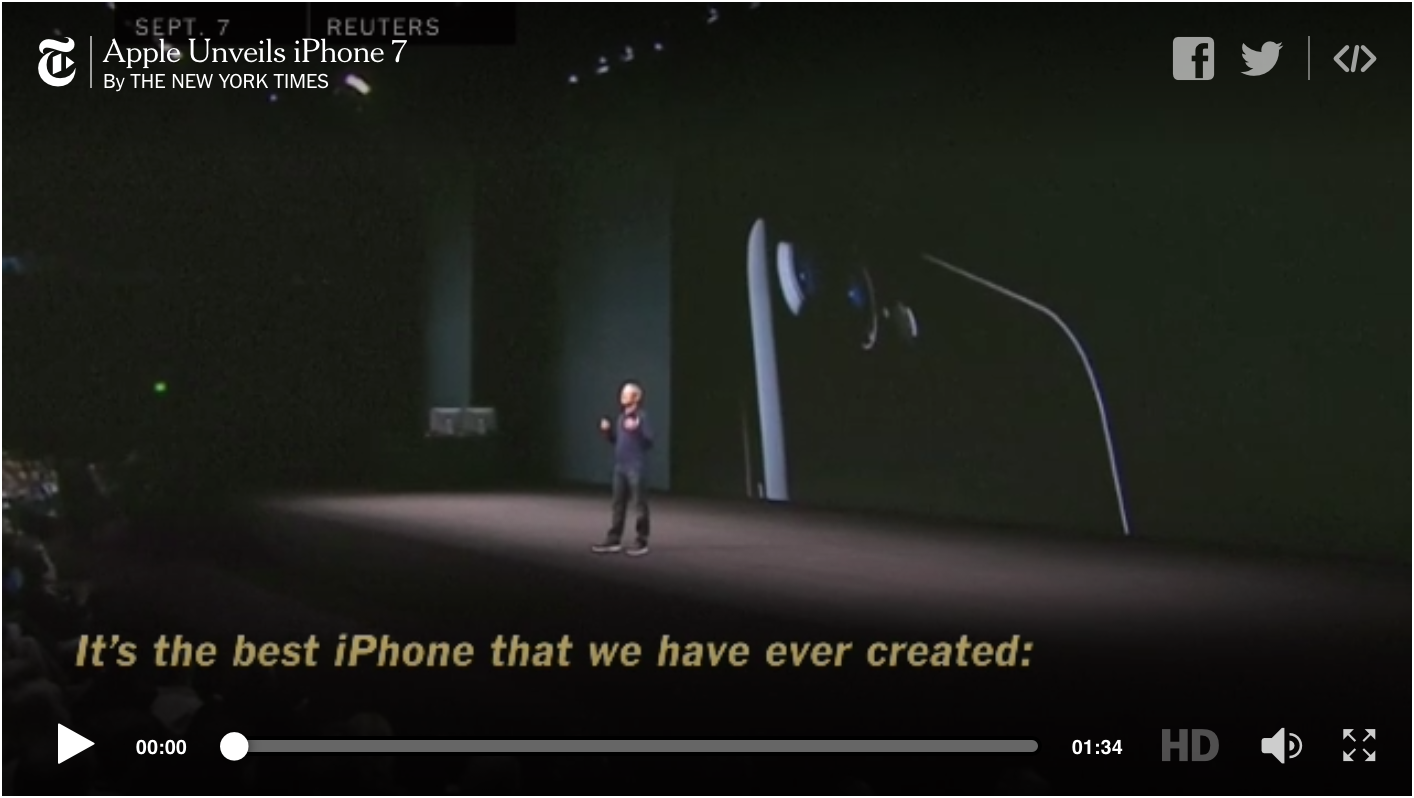 SEPT. 7 REUTERS
Apple Unveils iPhone 7
By THE NEW YORK TIMES
It's the best iPhone that we have ever created:
00:00 01:34 HD